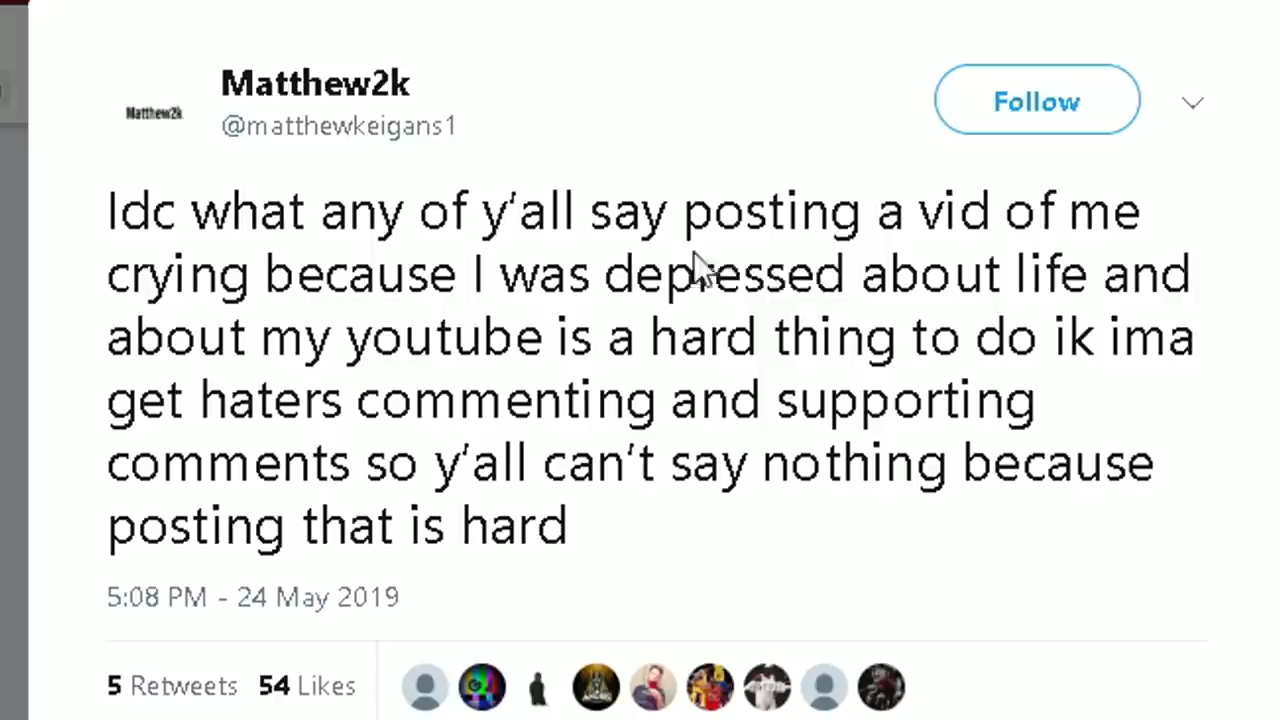 Matthew2k
Matthew2k
@matthewkeigans1
Follow
Idc what any of y'all say posting a vid of me
crying because I was depressed about life and
about my youtube is a hard thing to do ik ima
get haters commenting and supporting
comments so y'all can't say nothing because
posting that is hard
5:08 PM - 24 May 2019
5 Retweets 54 Likes